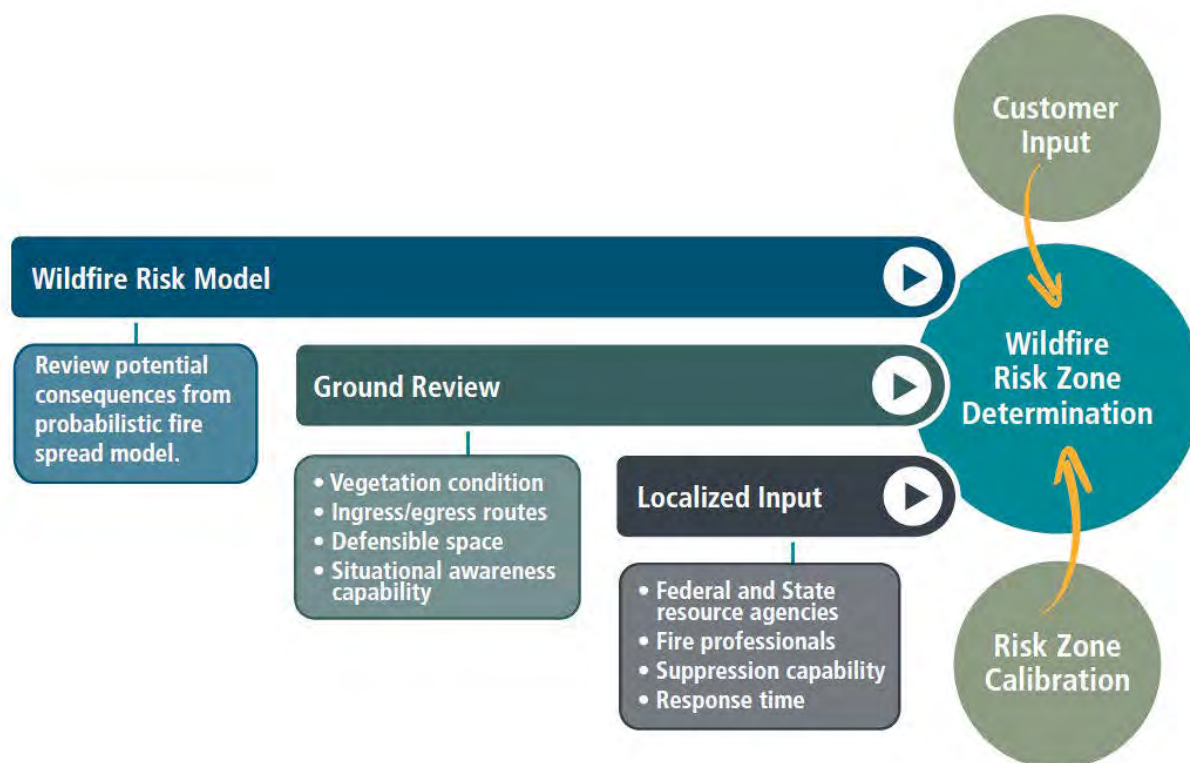 Customer
Input
Wildfire Risk Model
Review potential
consequences from
probabilistic fire
spread model.
Ground Review
• Vegetation condition
• Ingress/egress routes
• Defensible space
• Situational awareness
capability
Localized Input
• Federal and State
resource agencies
• Fire professionals
• Suppression capability
• Response time
Wildfire
Risk Zone
Determination
Risk Zone
Calibration